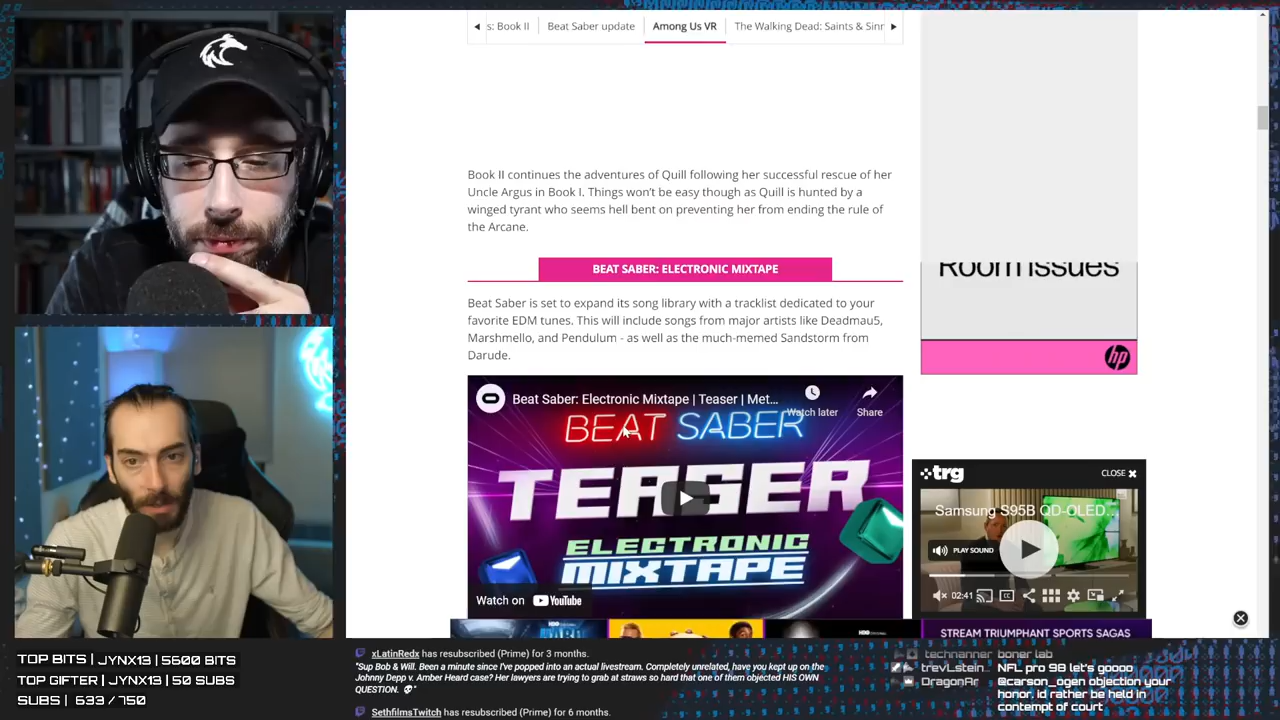 s: Book II
Beat Saber update
Among Us VR
The Walking Dead: Saints & Sinn
Book II continues the adventures of Quill following her successful rescue of her
Uncle Argus in Book I. Things won't be easy though as Quill is hunted by a
winged tyrant who seems hell bent on preventing her from ending the rule of
the Arcane.
BEAT SABER: ELECTRONIC MIXTAPE
Beat Saber is set to expand its song library with a tracklist dedicated to your
favorite EDM tunes. This will include songs from major artists like Deadmau5,
Marshmello, and Pendulum - as well as the much-memed Sandstorm from
Darude.
Beat Saber: Electronic Mixtape | Teaser | Met...
Watch later
Share
BEAT SABER
TEASER
ELECTRONIC
MIXTAPE
Watch on YouTube
Room issues
hp
trg
CLOSE
Samsung S95B QD-OLED...
PLAY SOUND
02:41
STREAM TRIUMPHANT SPORTS SAGAS
TOP BITS | JYNX13 | 5600 BITS
TOP GIFTER | JYNX13 | 50 SUBS
SUBS | 633 / 750
xLatinRedx has resubscribed (Prime) for 3 months.
"Sup Bob & Will. Been a minute since I've popped into an actual livestream. Completely unrelated, have you kept up on the
Johnny Depp v. Amber Heard case? Her lawyers are trying to grab at straws so hard that one of them objected HIS OWN
QUESTION. "
SethfilmsTwitch has resubscribed (Prime) for 6 months.
techmanner boner lab
trevLstein_ NFL pro 98 let's goooo
DragonRr @carson_ogen objection your
honor. id rather be held in
contempt of court